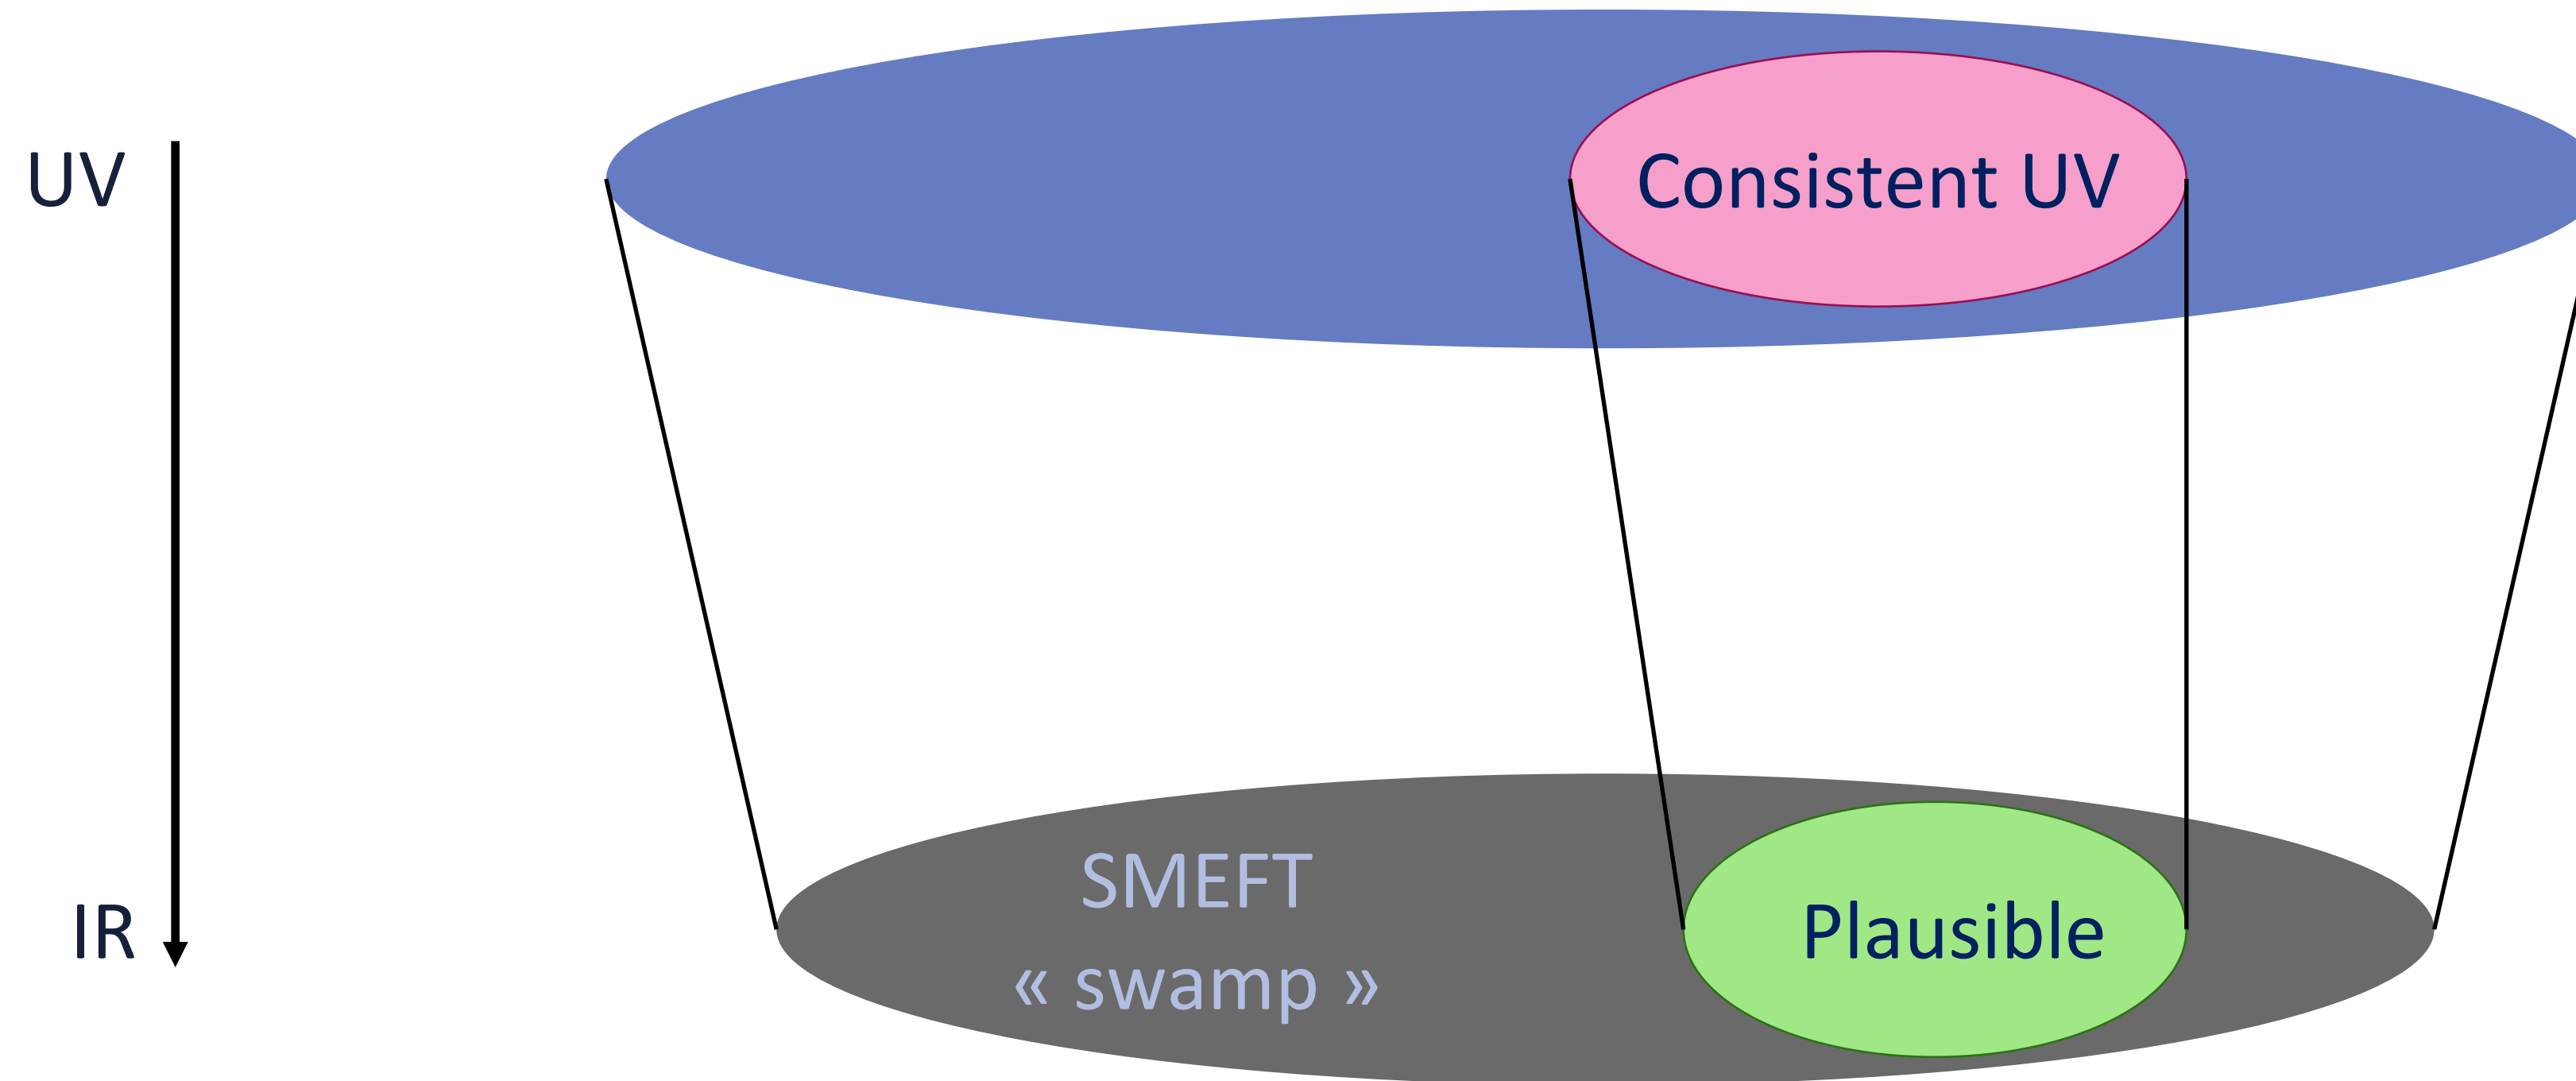 UV
Consistent UV
IR
SMEFT
« swamp »
Plausible